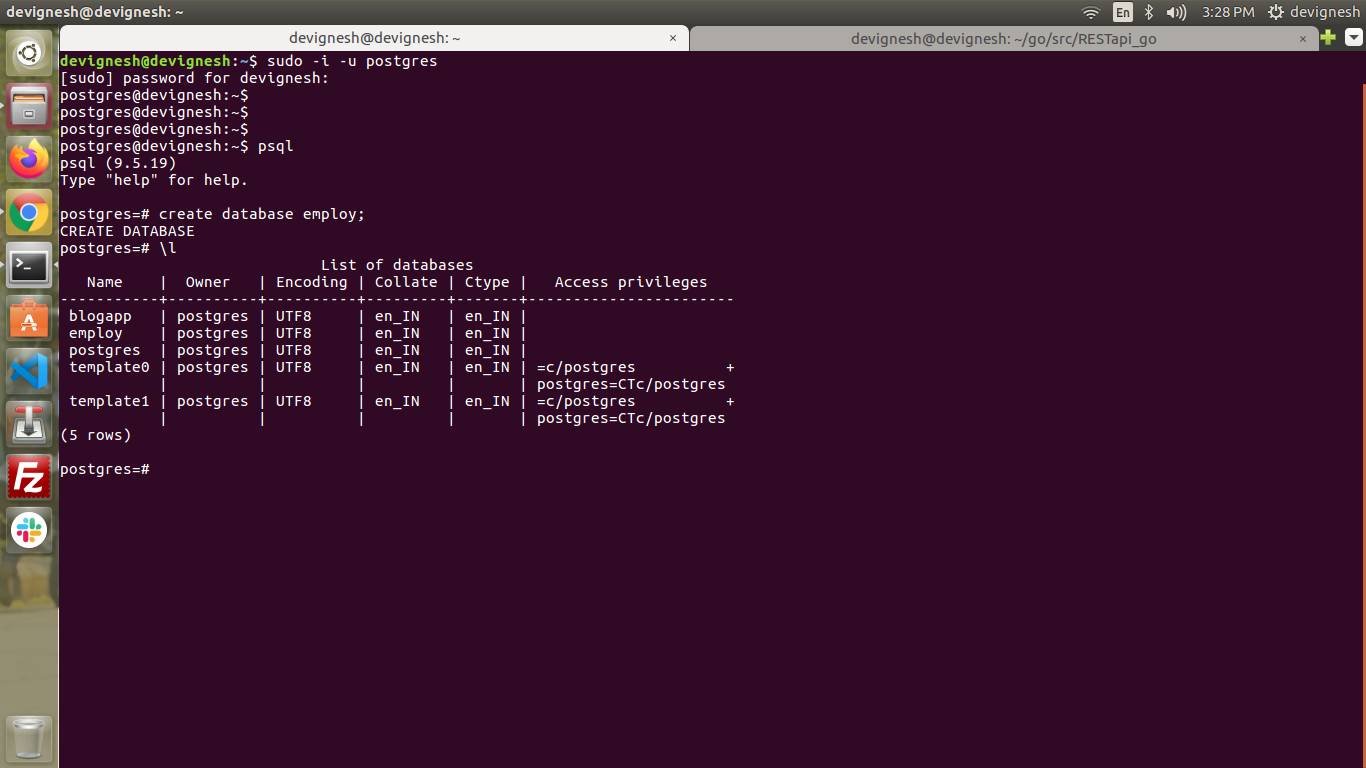 devignesh@devignesh: ~
En
3:28 PM
devignesh
devignesh@devignesh: ~ ×
devignesh@devignesh: ~/go/src/RESTapi_go ×
devignesh@devignesh:~$ sudo -i -u postgres
[sudo] password for devignesh:
postgres@devignesh:~$
postgres@devignesh:~$
postgres@devignesh:~$
postgres@devignesh:~$ psql
psql (9.5.19)
Type "help" for help.
postgres=# create database employ;
CREATE DATABASE
postgres=# \l
                             List of databases
   Name    |  Owner   | Encoding | Collate | Ctype |   Access privileges
-----------+----------+----------+---------+-------+-----------------------
 blogapp   | postgres | UTF8     | en_IN   | en_IN |
 employ    | postgres | UTF8     | en_IN   | en_IN |
 postgres  | postgres | UTF8     | en_IN   | en_IN |
 template0 | postgres | UTF8     | en_IN   | en_IN | =c/postgres          +
           |          |          |         |       | postgres=CTc/postgres
 template1 | postgres | UTF8     | en_IN   | en_IN | =c/postgres          +
           |          |          |         |       | postgres=CTc/postgres
(5 rows)
postgres=#
>_
A
Fz